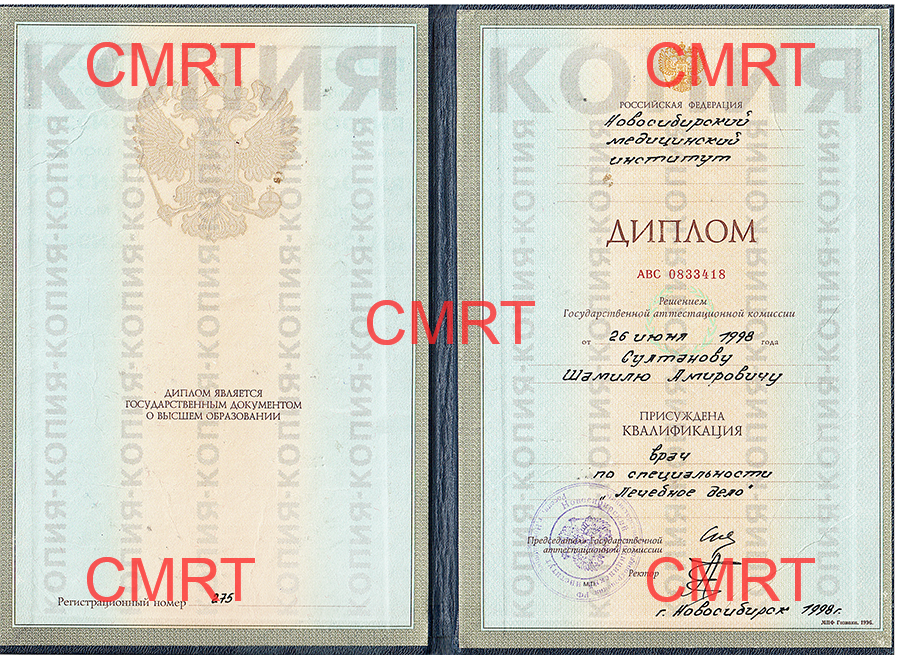 CMRT
КОПИЯ
ДИПЛОМ ЯВЛЯЕТСЯ
ГОСУДАРСТВЕННЫМ ДОКУМЕНТОМ
О ВЫСШЕМ ОБРАЗОВАНИИ
CMRT
Регистрационный номер 275
CMRT
CMRT
КОПИЯ
РОССИЙСКАЯ ФЕДЕРАЦИЯ
Новосибирский
медицинский
институт
ДИПЛОМ
АВС 0833418
Решением
Государственной аттестационной комиссии
от 26 июня 1998 года
Султанову
Шамилю Амировичу
ПРИСУЖДЕНА
КВАЛИФИКАЦИЯ
врач
по специальности
"Лечебное дело"
Председатель Государственной
аттестационной комиссии
CMRT
Ректор
г. Новосибирск 1998г.
МПФ Гознака. 1996.